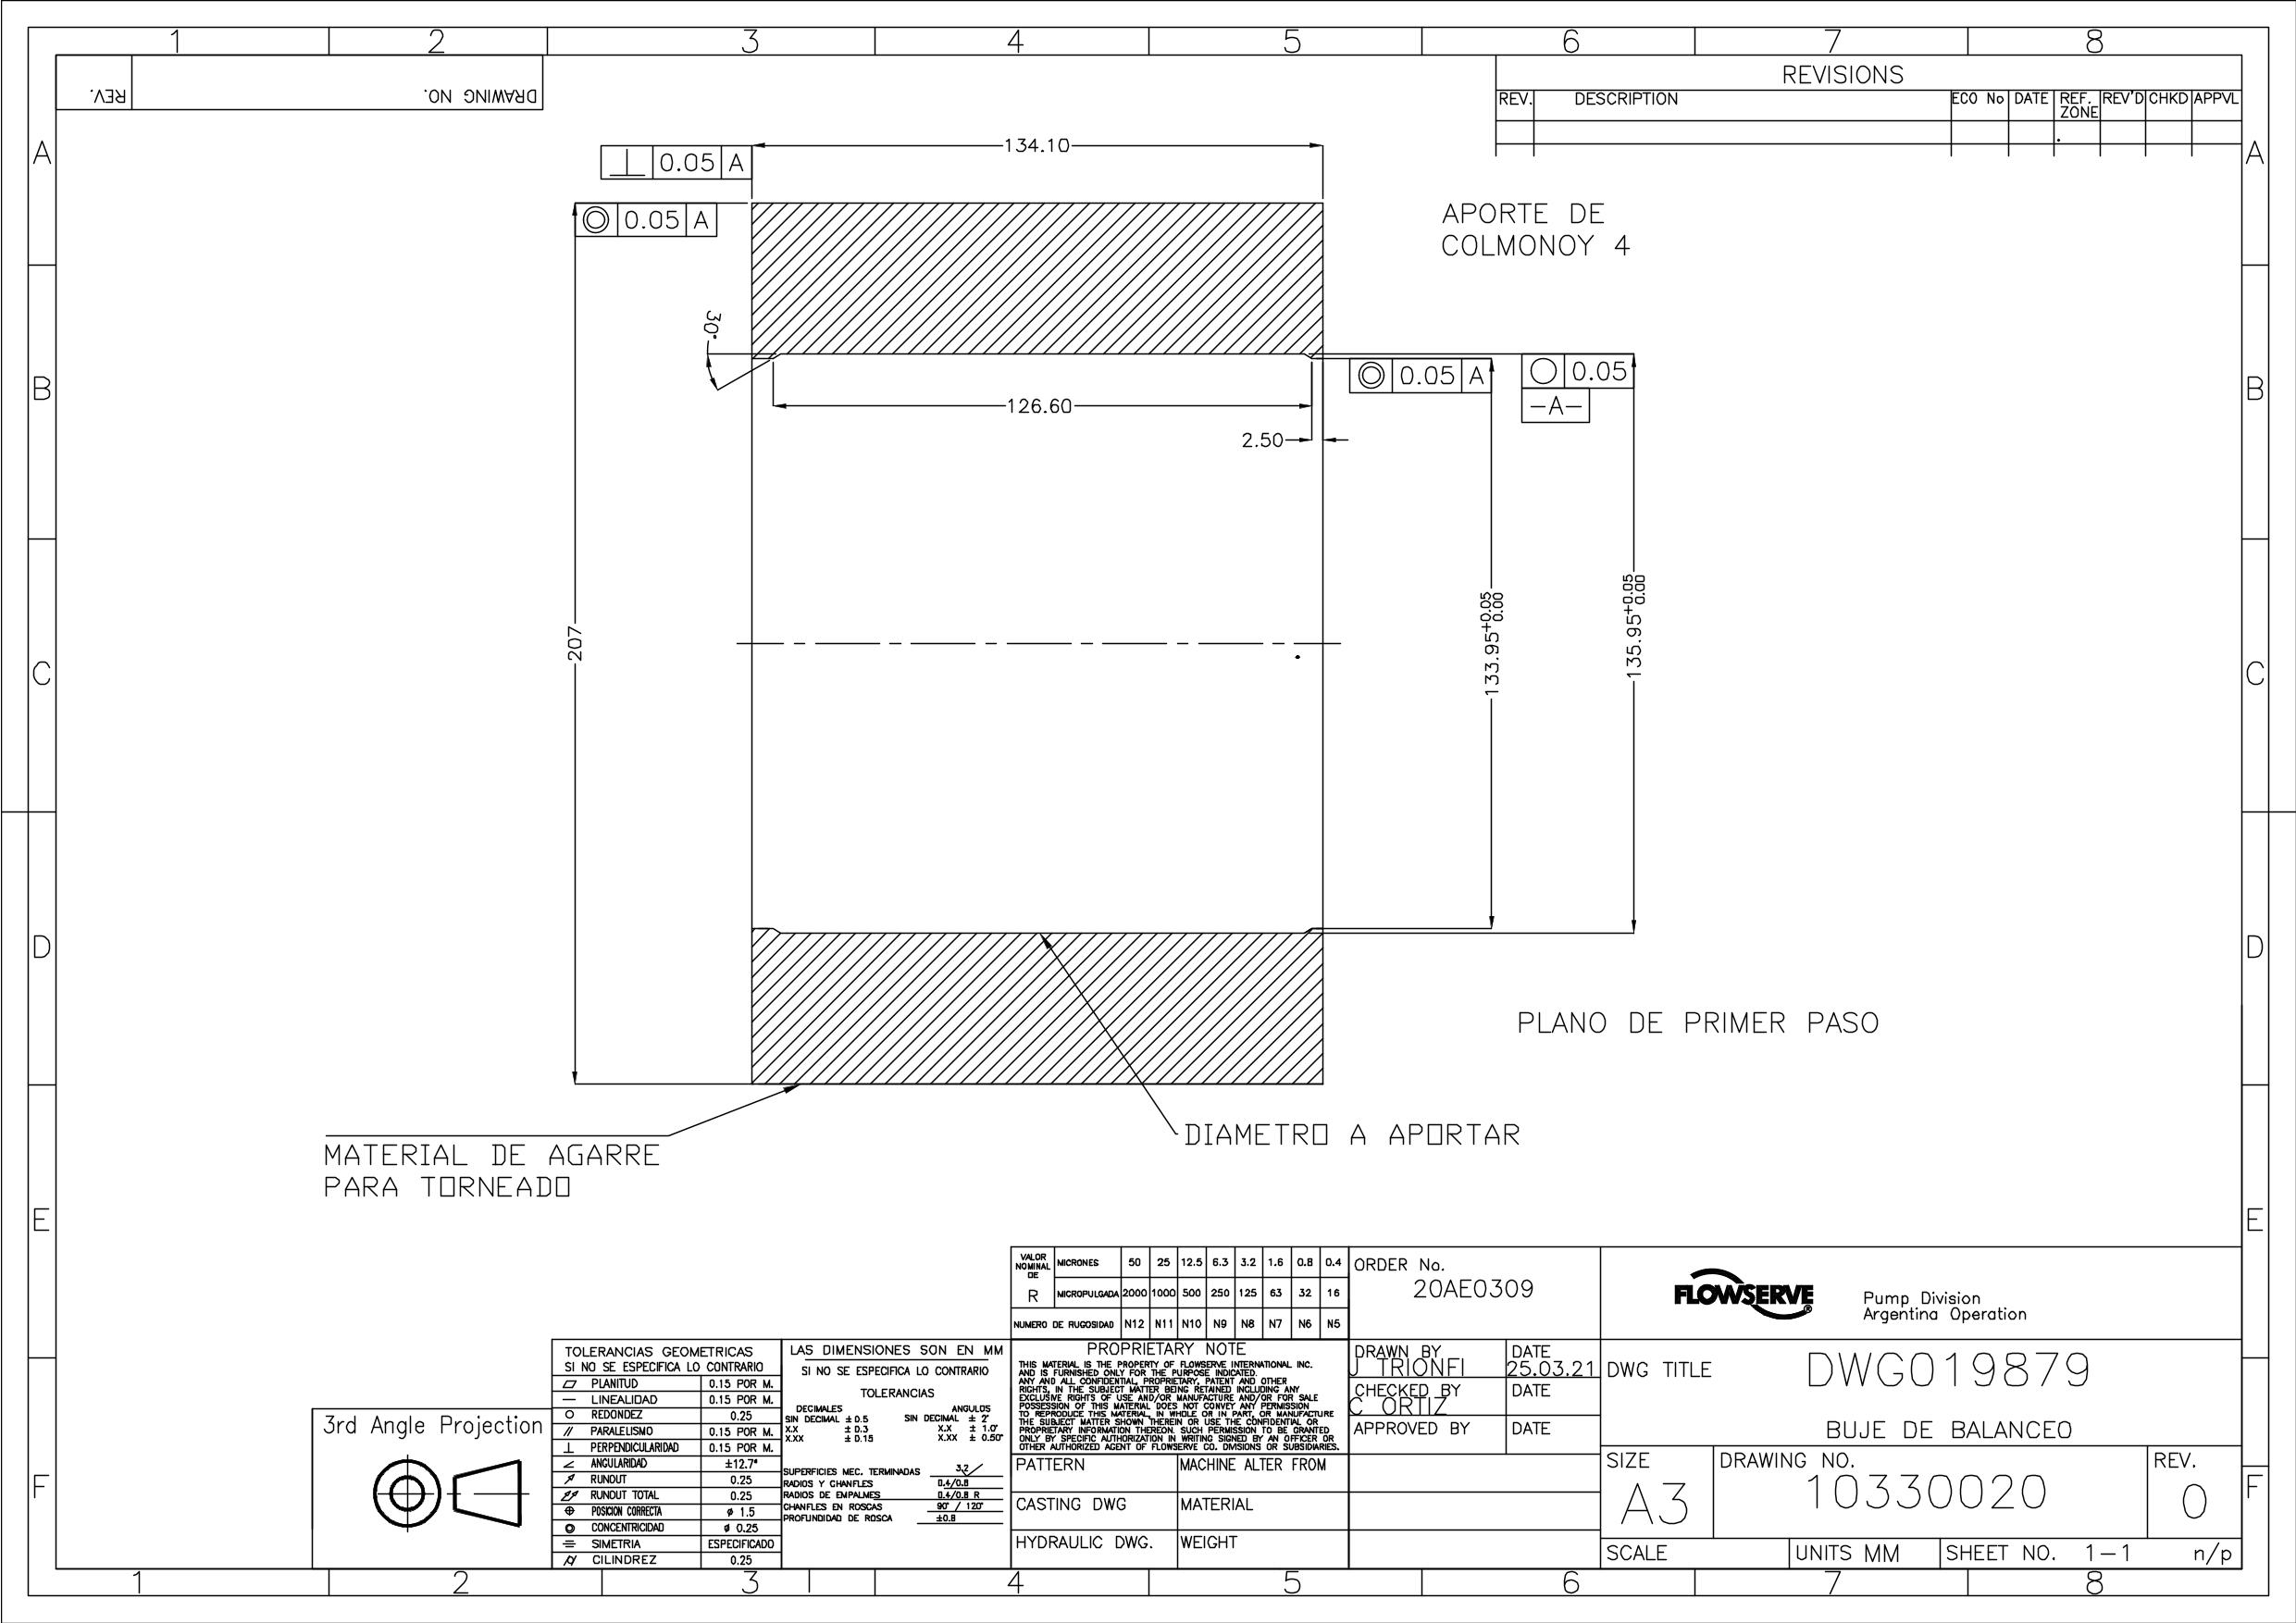 1 2 3 4 5 6 7 8
REV. DRAWING NO.
REVISIONS
REV. DESCRIPTION ECO No DATE REF. ZONE REV'D CHKD APPVL
A A
B B
C C
D D
E E
F F
134.10
⊥ 0.05 A
◎ 0.05 A
APORTE DE
COLMONOY 4
30°
126.60
2.50
◎ 0.05 A
○ 0.05
-A-
207
133.95 +0.05 0.00
135.95 +0.05 0.00
PLANO DE PRIMER PASO
DIAMETRO A APORTAR
MATERIAL DE AGARRE
PARA TORNEADO
3rd Angle Projection
TOLERANCIAS GEOMETRICAS
SI NO SE ESPECIFICA LO CONTRARIO
PLANITUD 0.15 POR M.
LINEALIDAD 0.15 POR M.
REDONDEZ 0.25
PARALELISMO 0.15 POR M.
PERPENDICULARIDAD 0.15 POR M.
ANGULARIDAD ±12.7"
RUNOUT 0.25
RUNOUT TOTAL 0.25
POSICION CORRECTA ø 1.5
CONCENTRICIDAD ø 0.25
SIMETRIA ESPECIFICADO
CILINDREZ 0.25
LAS DIMENSIONES SON EN MM
SI NO SE ESPECIFICA LO CONTRARIO
TOLERANCIAS
DECIMALES ANGULOS
SIN DECIMAL ± 0.5 SIN DECIMAL ± 2°
X.X ± 0.3 X.X ± 1.0°
X.XX ± 0.15 X.XX ± 0.50°
SUPERFICIES MEC. TERMINADAS 3.2
RADIOS Y CHANFLES 0.4/0.8
RADIOS DE EMPALMES 0.4/0.8 R
CHANFLES EN ROSCAS 90° / 120°
PROFUNDIDAD DE ROSCA ±0.8
VALOR NOMINAL DE R
MICRONES 50 25 12.5 6.3 3.2 1.6 0.8 0.4
MICROPULGADA 2000 1000 500 250 125 63 32 16
NUMERO DE RUGOSIDAD N12 N11 N10 N9 N8 N7 N6 N5
PROPRIETARY NOTE
THIS MATERIAL IS THE PROPERTY OF FLOWSERVE INTERNATIONAL INC.
AND IS FURNISHED ONLY FOR THE PURPOSE INDICATED.
ANY AND ALL CONFIDENTIAL, PROPRIETARY, PATENT AND OTHER
RIGHTS, IN THE SUBJECT MATTER BEING RETAINED INCLUDING ANY
EXCLUSIVE RIGHTS OF USE AND/OR MANUFACTURE AND/OR FOR SALE
POSSESSION OF THIS MATERIAL DOES NOT CONVEY ANY PERMISSION
TO REPRODUCE THIS MATERIAL, IN WHOLE OR IN PART, OR MANUFACTURE
THE SUBJECT MATTER SHOWN THEREIN OR USE THE CONFIDENTIAL OR
PROPRIETARY INFORMATION THEREON. SUCH PERMISSION TO BE GRANTED
ONLY BY SPECIFIC AUTHORIZATION IN WRITING SIGNED BY AN OFFICER OR
OTHER AUTHORIZED AGENT OF FLOWSERVE CO. DIVISIONS OR SUBSIDIARIES.
PATTERN MACHINE ALTER FROM
CASTING DWG MATERIAL
HYDRAULIC DWG. WEIGHT
ORDER No.
20AE0309
DRAWN BY DATE
J TRIONFI 25.03.21
CHECKED BY DATE
C ORTIZ
APPROVED BY DATE
FLOWSERVE ®
Pump Division
Argentina Operation
DWG TITLE DWG019879
BUJE DE BALANCEO
SIZE DRAWING NO. REV.
A3 10330020 0
SCALE UNITS MM SHEET NO. 1-1 n/p
1 2 3 4 5 6 7 8